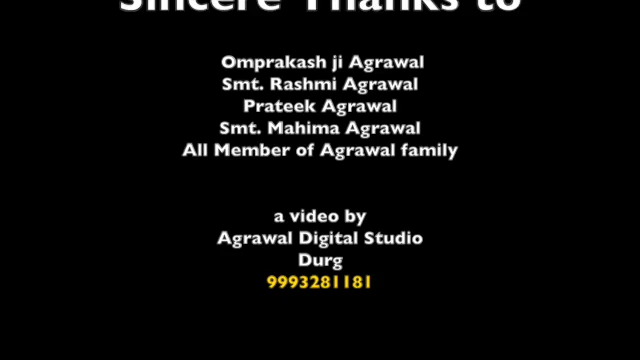 Sincere Thanks to
Omprakash ji Agrawal
Smt. Rashmi Agrawal
Prateek Agrawal
Smt. Mahima Agrawal
All Member of Agrawal family
a video by
Agrawal Digital Studio
Durg
9993281181